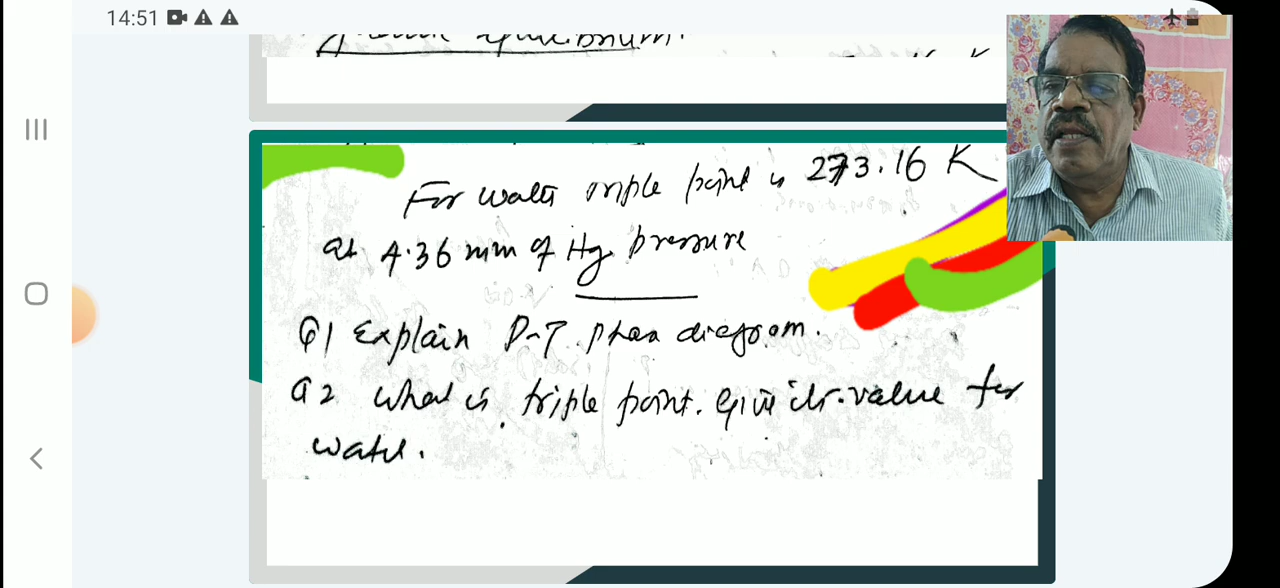 14:51
equilibrium.
For water triple point is 273.16 K
at 4.36 mm of Hg pressure
Q1 Explain P-T phase diagram.
Q2 What is triple point. Give its value for
water.